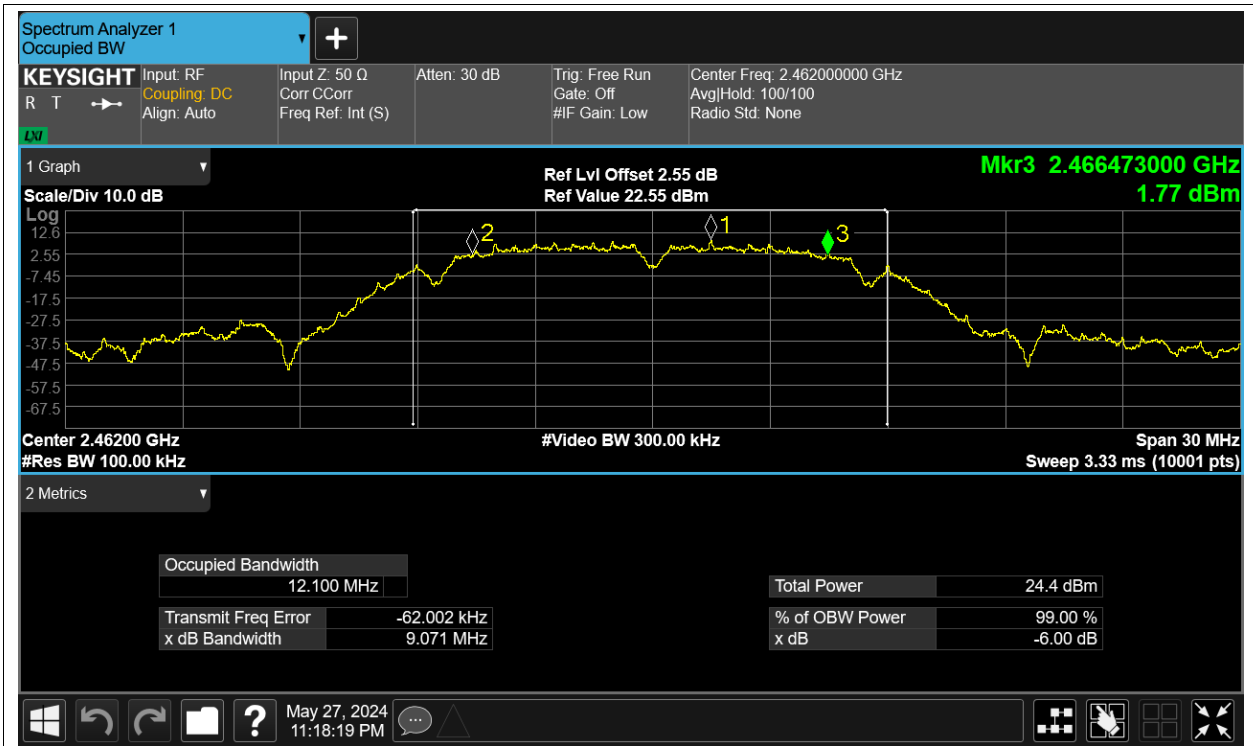 Spectrum Analyzer 1
Occupied BW
KEYSIGHT
R T
LXI
Input: RF
Coupling: DC
Align: Auto
Input Z: 50 Ω
Corr CCorr
Freq Ref: Int (S)
Atten: 30 dB
Trig: Free Run
Gate: Off
#IF Gain: Low
Center Freq: 2.462000000 GHz
Avg|Hold: 100/100
Radio Std: None
1 Graph
Scale/Div 10.0 dB
Ref Lvl Offset 2.55 dB
Ref Value 22.55 dBm
Mkr3 2.466473000 GHz
1.77 dBm
Log
12.6
2.55
-7.45
-17.5
-27.5
-37.5
-47.5
-57.5
-67.5
2
1
3
Center 2.46200 GHz
#Res BW 100.00 kHz
#Video BW 300.00 kHz
Span 30 MHz
Sweep 3.33 ms (10001 pts)
2 Metrics
Occupied Bandwidth
12.100 MHz
Transmit Freq Error -62.002 kHz
x dB Bandwidth 9.071 MHz
Total Power 24.4 dBm
% of OBW Power 99.00 %
x dB -6.00 dB
?
May 27, 2024
11:18:19 PM